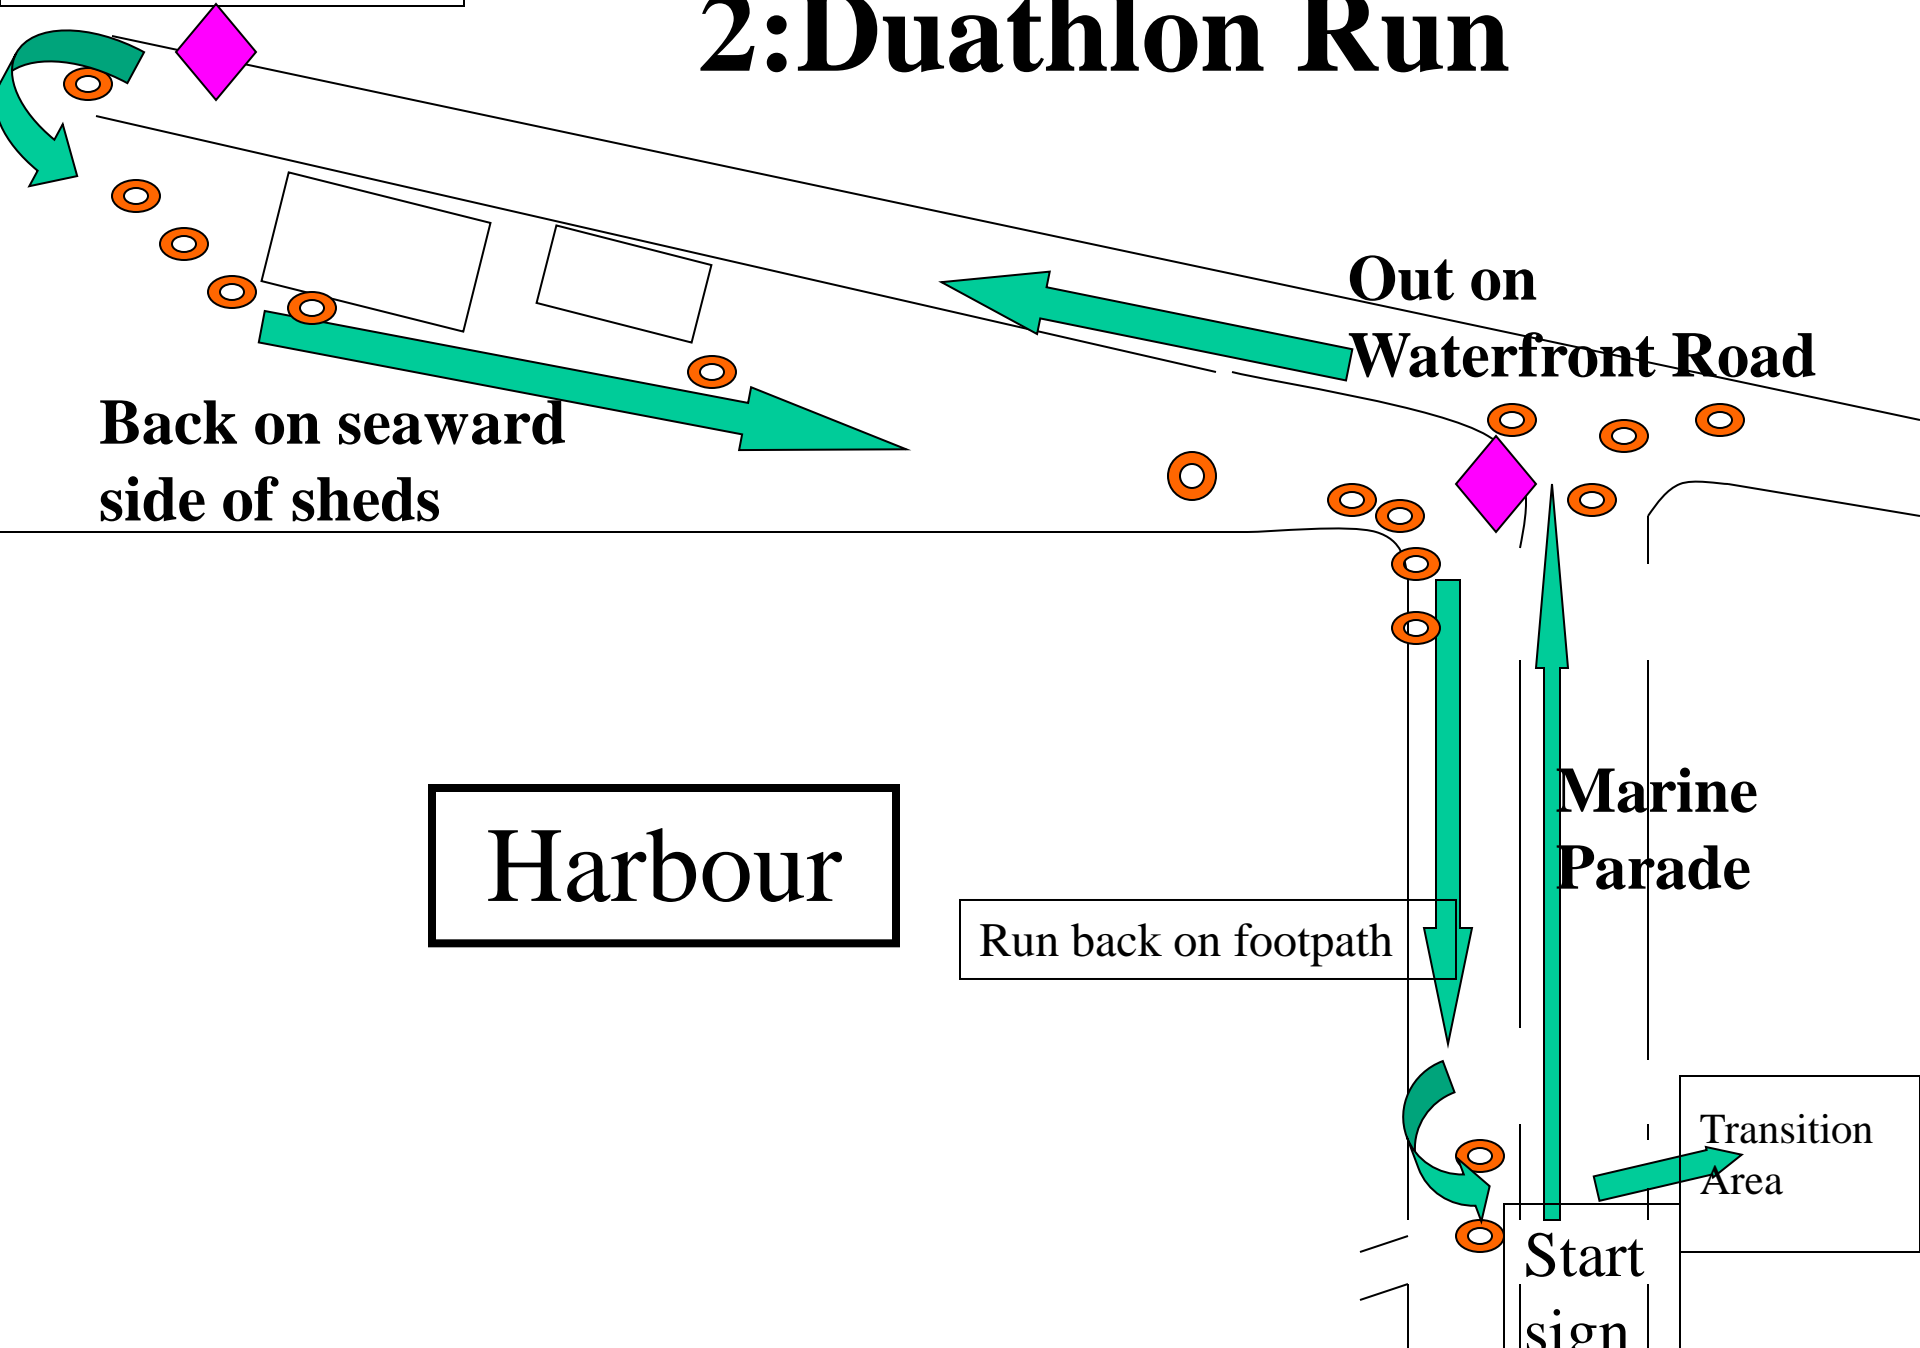 2:Duathlon Run
Out on
Waterfront Road
Back on seaward
side of sheds
Marine
Parade
Harbour
Run back on footpath
Transition
Area
Start
sign